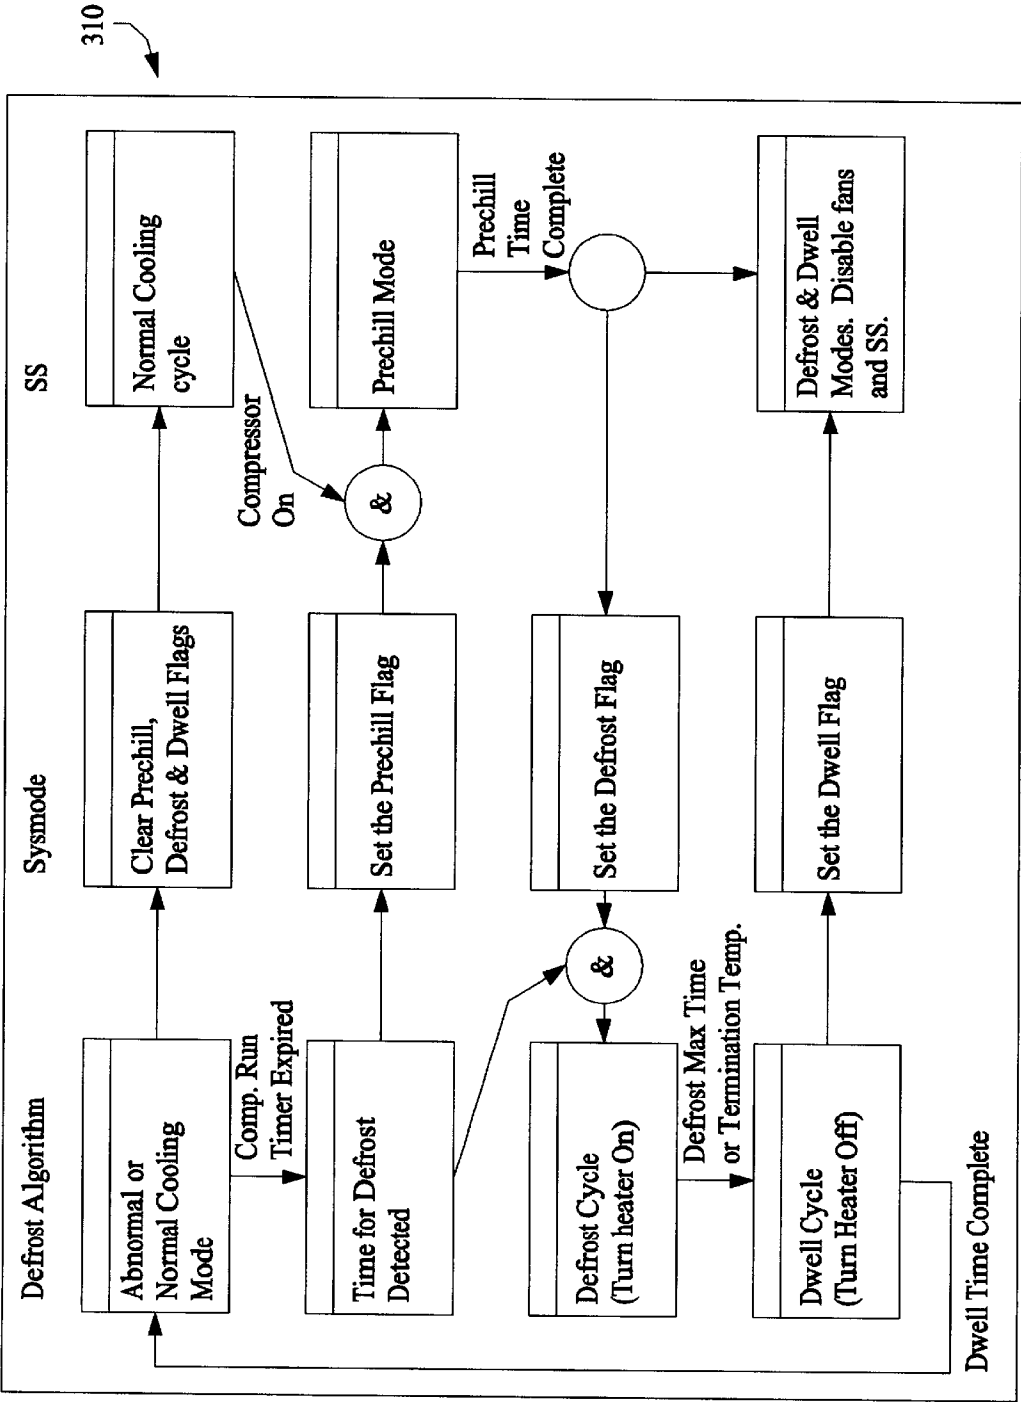 310
Defrost Algorithm
Sysmode
SS
Abnormal or
Normal Cooling
Mode
Clear Prechill,
Defrost & Dwell Flags
Normal Cooling
cycle
Comp. Run
Timer Expired
Compressor
On
Time for Defrost
Detected
Set the Prechill Flag
&
Prechill Mode
Prechill
Time
Complete
&
Defrost Cycle
(Turn heater On)
Set the Defrost Flag
Defrost Max Time
or Termination Temp.
Dwell Cycle
(Turn Heater Off)
Set the Dwell Flag
Defrost & Dwell
Modes. Disable fans
and SS.
Dwell Time Complete